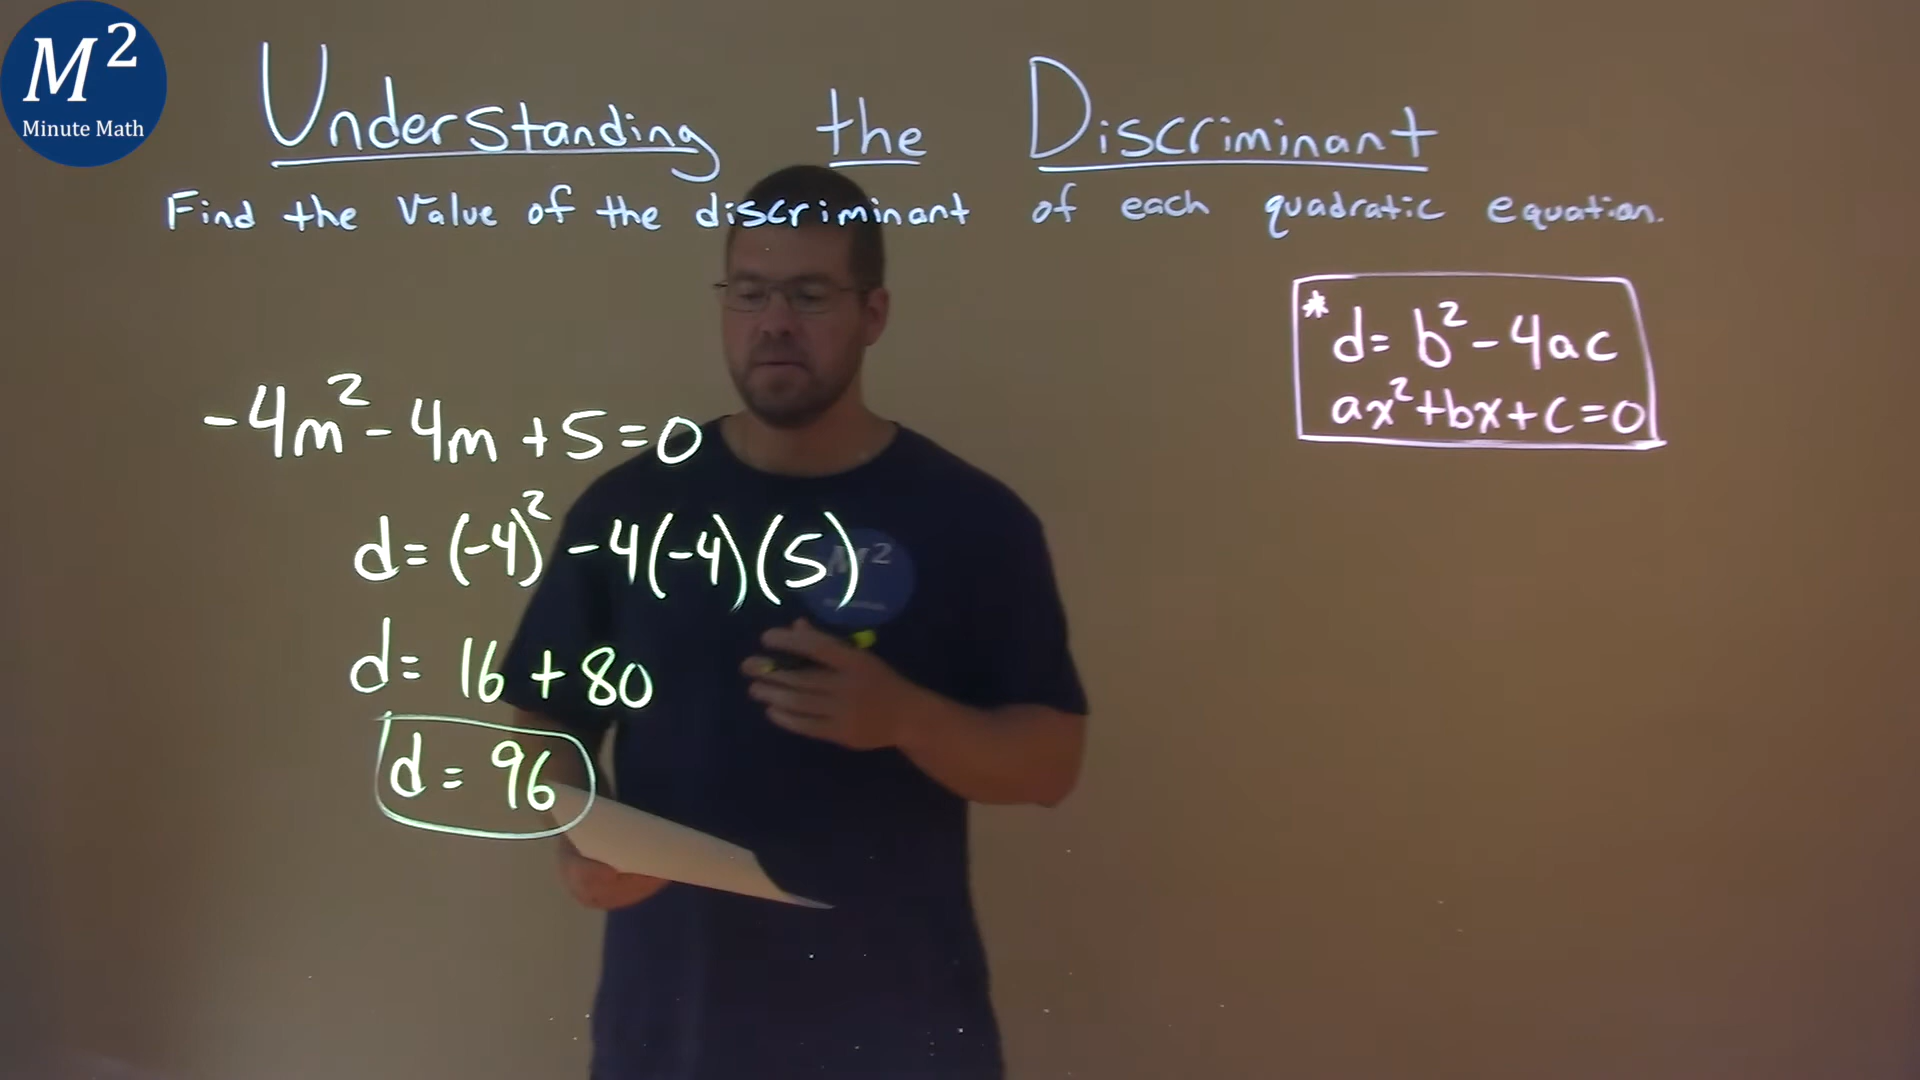 M²
Minute Math
Understanding the Discriminant
Find the value of the discriminant of each quadratic equation.
* d = b² - 4ac
ax² + bx + c = 0
-4m² - 4m + 5 = 0
d = (-4)² - 4(-4)(5)
M²
d = 16 + 80
d = 96